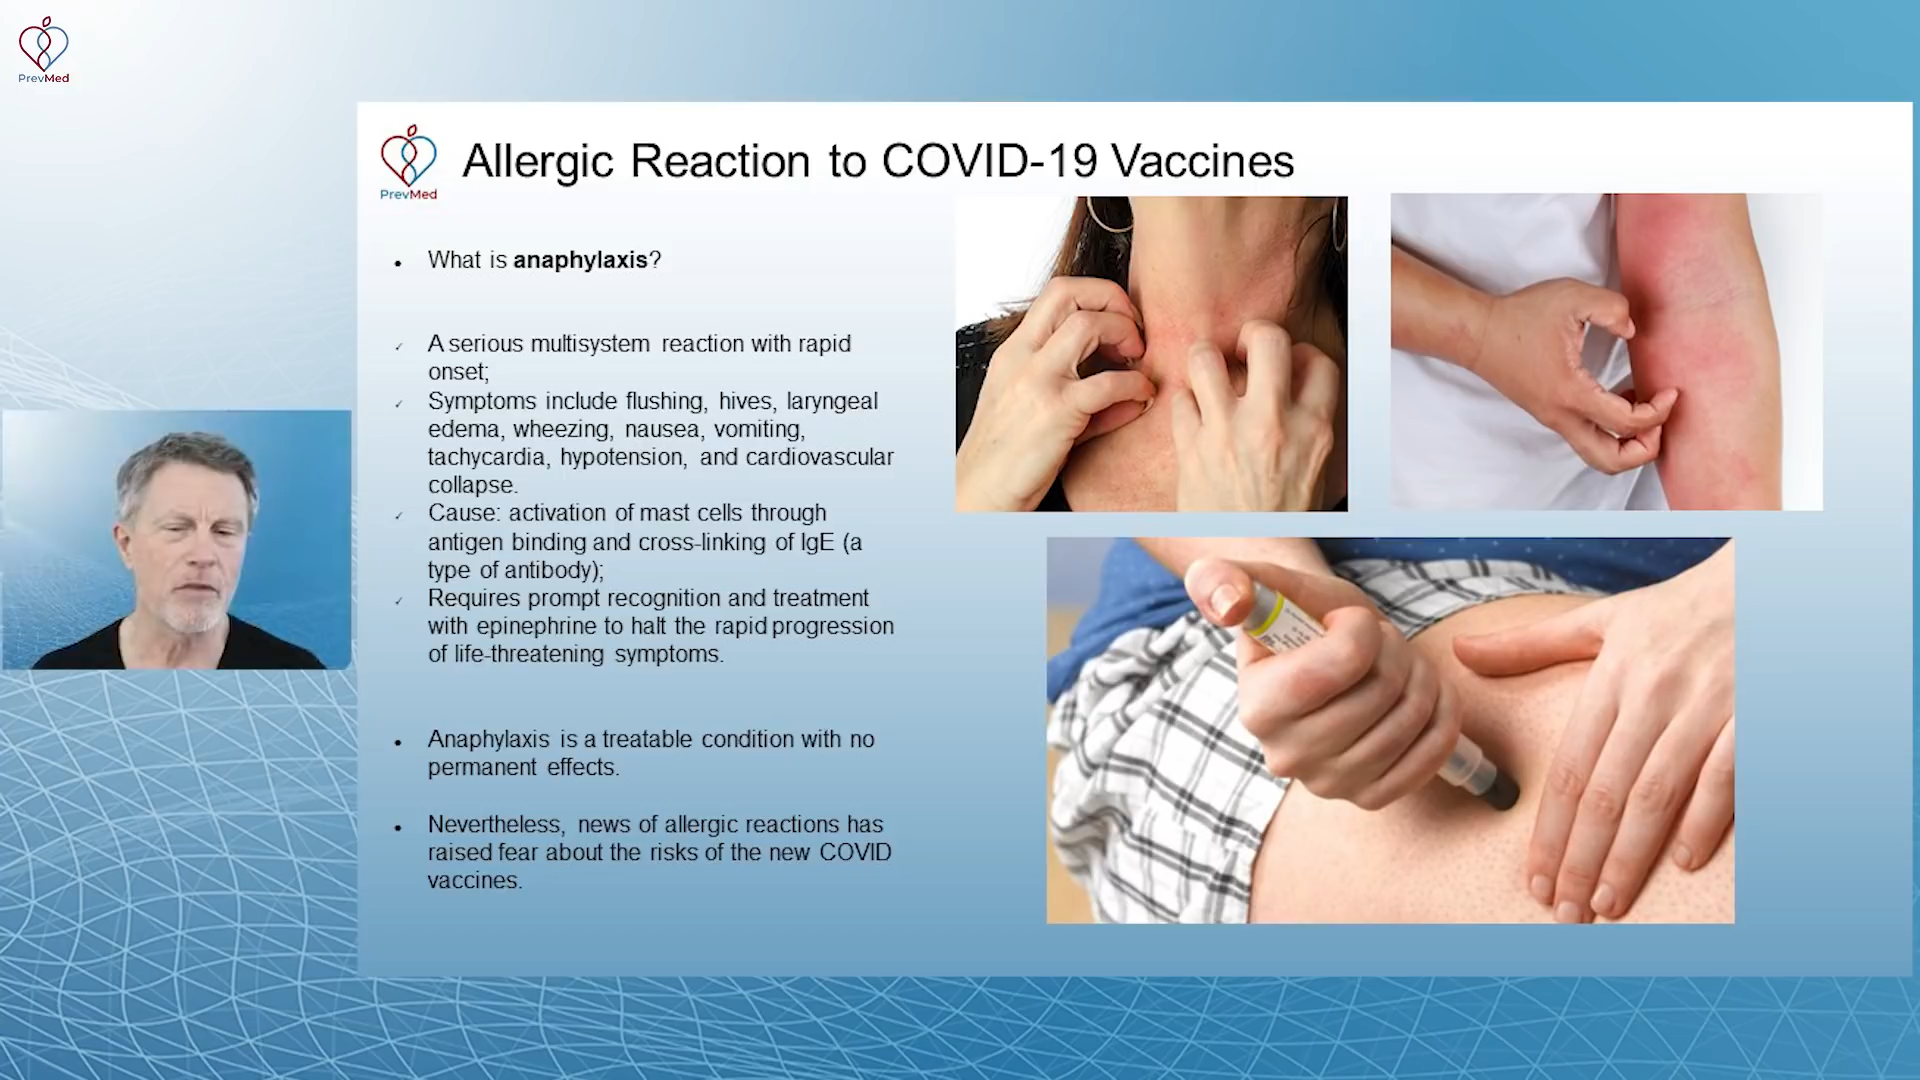 PrevMed
PrevMed
Allergic Reaction to COVID-19 Vaccines
What is anaphylaxis?
A serious multisystem reaction with rapid
onset;
Symptoms include flushing, hives, laryngeal
edema, wheezing, nausea, vomiting,
tachycardia, hypotension, and cardiovascular
collapse.
Cause: activation of mast cells through
antigen binding and cross-linking of IgE (a
type of antibody);
Requires prompt recognition and treatment
with epinephrine to halt the rapid progression
of life-threatening symptoms.
Anaphylaxis is a treatable condition with no
permanent effects.
Nevertheless, news of allergic reactions has
raised fear about the risks of the new COVID
vaccines.